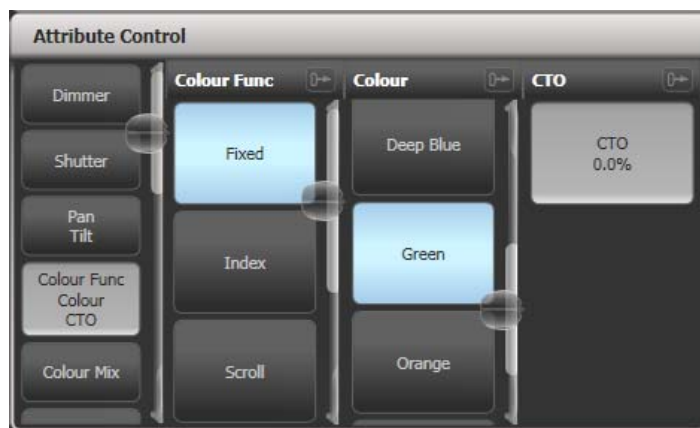 Attribute Control
Dimmer
Shutter
Pan
Tilt
Colour Func
Colour
CTO
Colour Mix
Colour Func
Fixed
Index
Scroll
Colour
Deep Blue
Green
Orange
CTO
CTO
0.0%